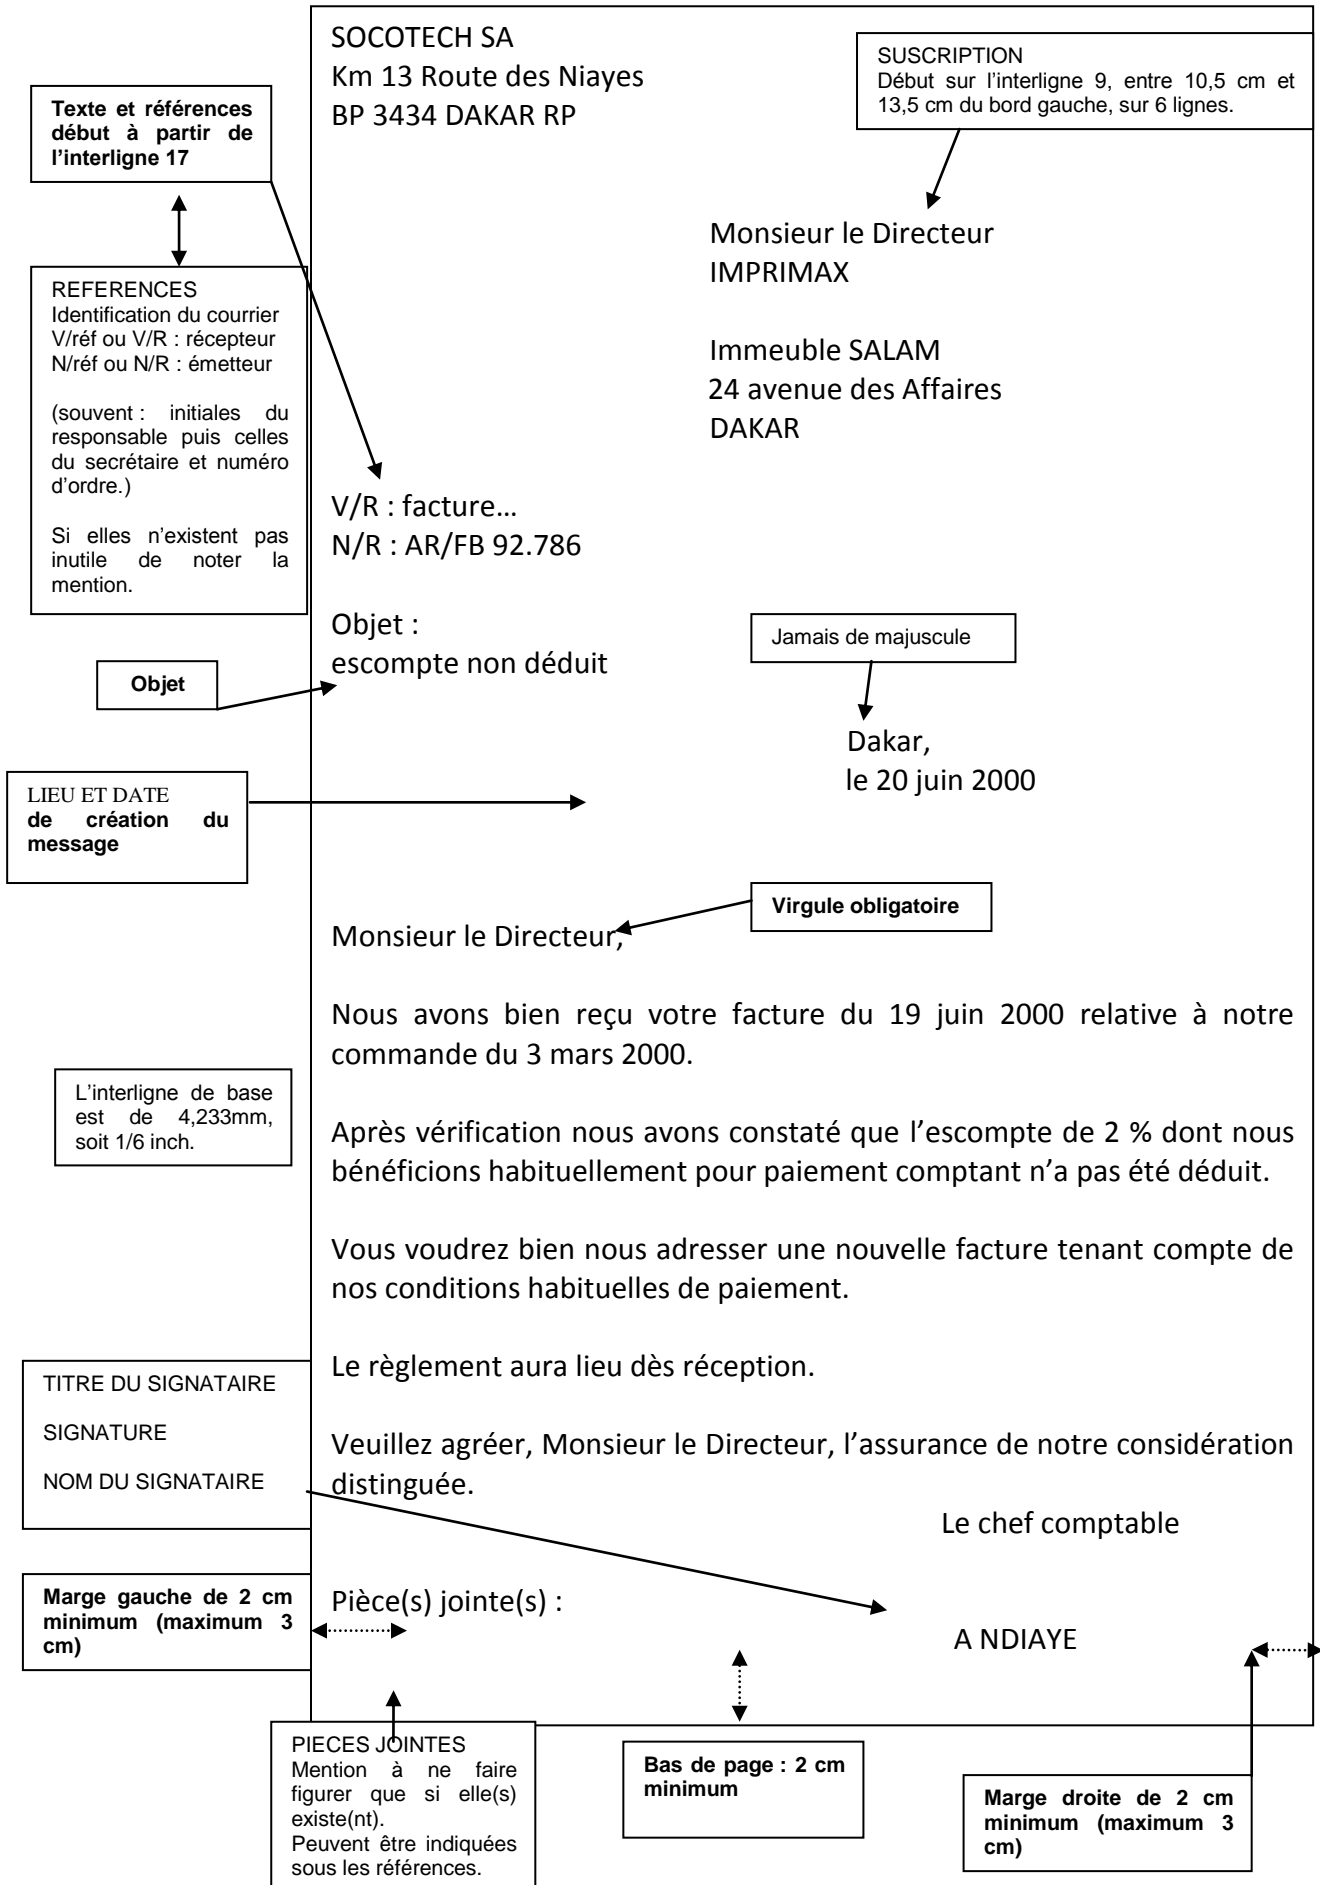 SOCOTECH SA
Km 13 Route des Niayes
BP 3434 DAKAR RP
SUSCRIPTION
Début sur l’interligne 9, entre 10,5 cm et
13,5 cm du bord gauche, sur 6 lignes.
Texte et références
début à partir de
l’interligne 17
Monsieur le Directeur
IMPRIMAX
Immeuble SALAM
24 avenue des Affaires
DAKAR
REFERENCES
Identification du courrier
V/réf ou V/R : récepteur
N/réf ou N/R : émetteur
(souvent : initiales du
responsable puis celles
du secrétaire et numéro
d’ordre.)
Si elles n’existent pas
inutile de noter la
mention.
V/R : facture…
N/R : AR/FB 92.786
Objet :
escompte non déduit
Jamais de majuscule
Objet
Dakar,
le 20 juin 2000
LIEU ET DATE
de création du
message
Virgule obligatoire
Monsieur le Directeur,
Nous avons bien reçu votre facture du 19 juin 2000 relative à notre
commande du 3 mars 2000.
L’interligne de base
est de 4,233mm,
soit 1/6 inch.
Après vérification nous avons constaté que l’escompte de 2 % dont nous
bénéficions habituellement pour paiement comptant n’a pas été déduit.
Vous voudrez bien nous adresser une nouvelle facture tenant compte de
nos conditions habituelles de paiement.
Le règlement aura lieu dès réception.
TITRE DU SIGNATAIRE
SIGNATURE
NOM DU SIGNATAIRE
Veuillez agréer, Monsieur le Directeur, l’assurance de notre considération
distinguée.
Le chef comptable
Marge gauche de 2 cm
minimum (maximum 3
cm)
Pièce(s) jointe(s) :
A NDIAYE
PIECES JOINTES
Mention à ne faire
figurer que si elle(s)
existe(nt).
Peuvent être indiquées
sous les références.
Bas de page : 2 cm
minimum
Marge droite de 2 cm
minimum (maximum 3
cm)